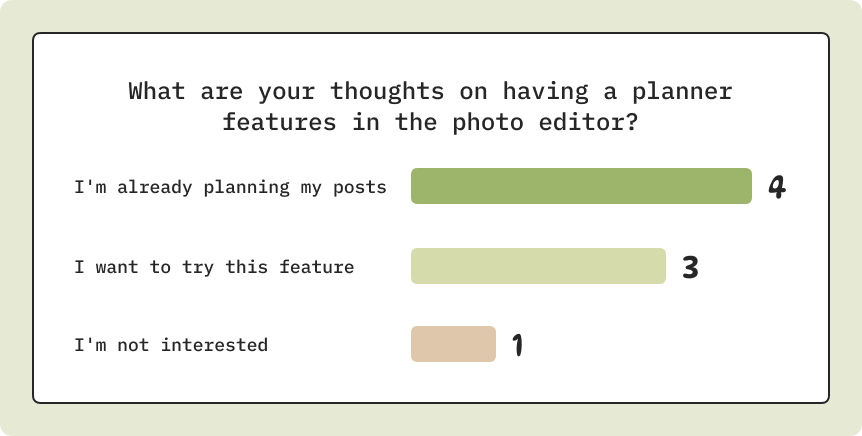 What are your thoughts on having a planner
features in the photo editor?
I'm already planning my posts 4
I want to try this feature 3
I'm not interested 1